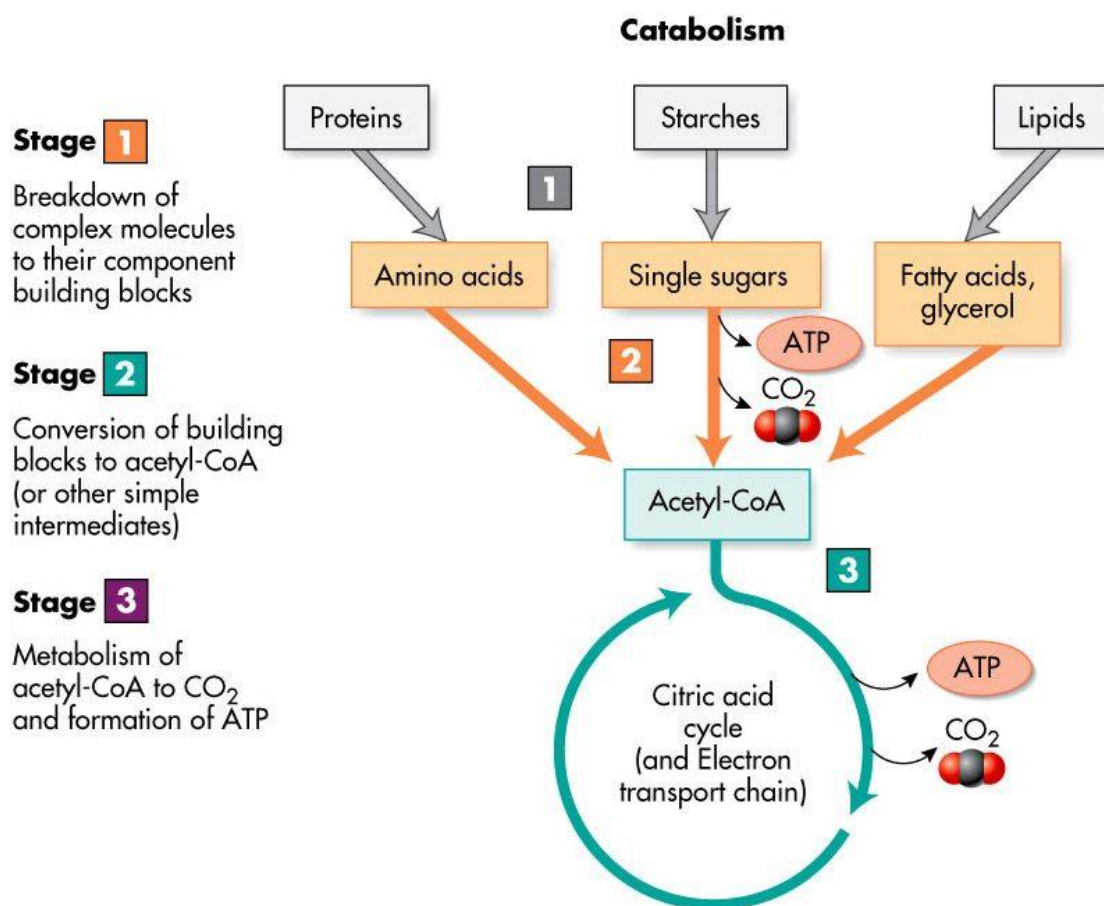 Catabolism
Proteins
Starches
Lipids
Stage 1
Breakdown of
complex molecules
to their component
building blocks
1
Amino acids
Single sugars
Fatty acids,
glycerol
Stage 2
Conversion of building
blocks to acetyl-CoA
(or other simple
intermediates)
2
ATP
CO2
Acetyl-CoA
Stage 3
Metabolism of
acetyl-CoA to CO2
and formation of ATP
3
ATP
CO2
Citric acid
cycle
(and Electron
transport chain)